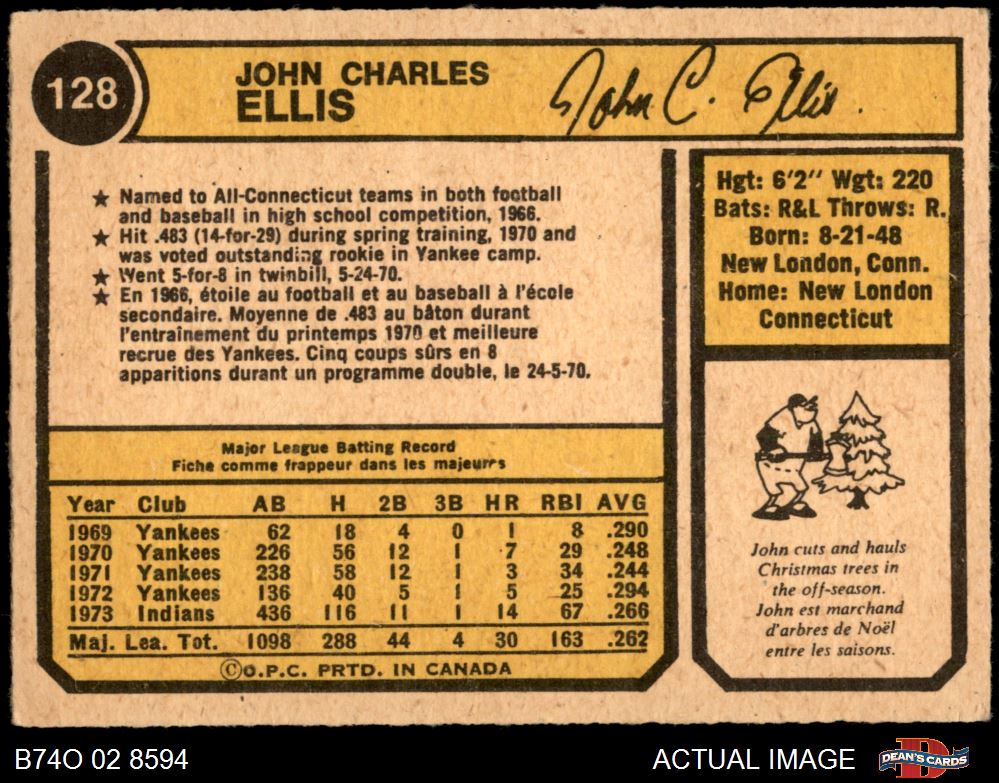 128
JOHN CHARLES
ELLIS
John C. Ellis.
★ Named to All-Connecticut teams in both football
and baseball in high school competition, 1966.
★ Hit .483 (14-for-29) during spring training, 1970 and
was voted outstanding rookie in Yankee camp.
★ Went 5-for-8 in twinbill, 5-24-70.
★ En 1966, étoile au football et au baseball à l'école
secondaire. Moyenne de .483 au bâton durant
l'entraînement du printemps 1970 et meilleure
recrue des Yankees. Cinq coups sûrs en 8
apparitions durant un programme double, le 24-5-70.
Hgt: 6'2" Wgt: 220
Bats: R&L Throws: R.
Born: 8-21-48
New London, Conn.
Home: New London
Connecticut
Major League Batting Record
Fiche comme frappeur dans les majeurrs
Year Club AB H 2B 3B HR RBI AVG
1969 Yankees 62 18 4 0 1 8 .290
1970 Yankees 226 56 12 1 7 29 .248
1971 Yankees 238 58 12 1 3 34 .244
1972 Yankees 136 40 5 1 5 25 .294
1973 Indians 436 116 11 1 14 67 .266
Maj. Lea. Tot. 1098 288 44 4 30 163 .262
©O.P.C. PRTD. IN CANADA
John cuts and hauls
Christmas trees in
the off-season.
John est marchand
d'arbres de Noël
entre les saisons.
B74O 02 8594
ACTUAL IMAGE
D
DEAN'S CARDS